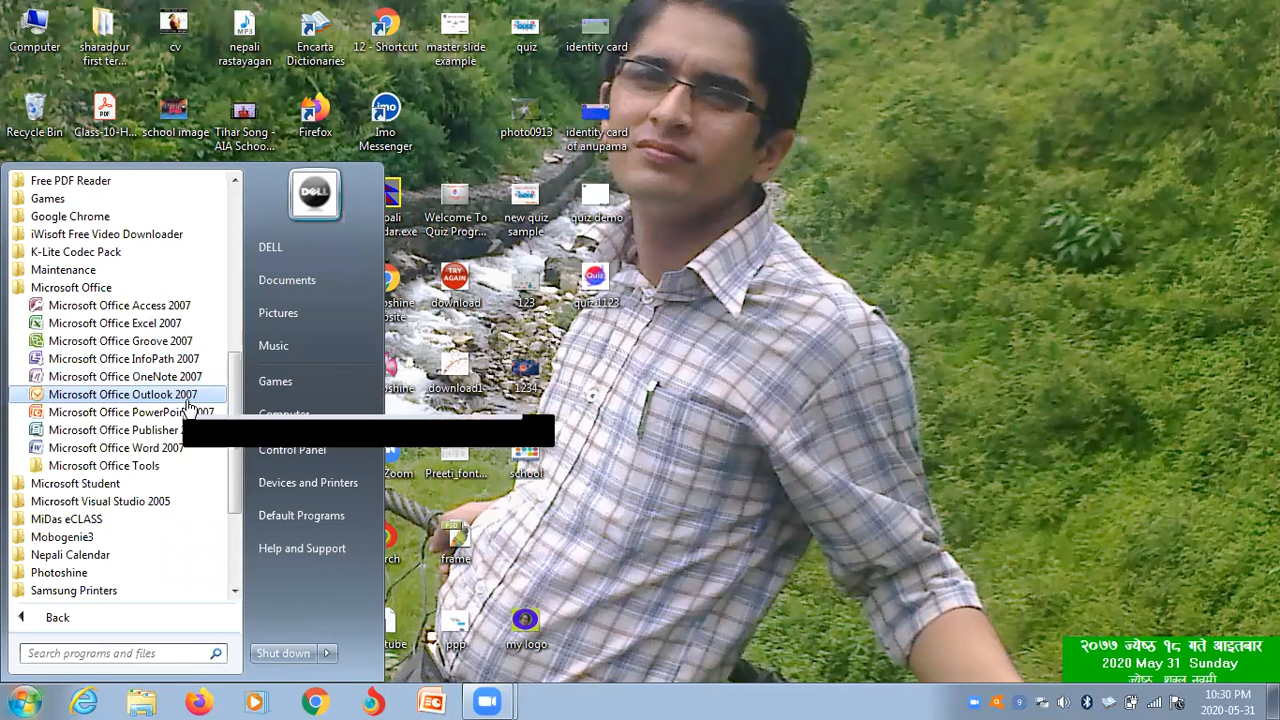 Computer
sharadpur
first ter...
cv
nepali
rastayagan
Encarta
Dictionaries
12 - Shortcut
master slide
example
quiz
identity card
Recycle Bin
Class-10-H...
school image
Tihar Song -
AIA Schoo...
Firefox
Imo
Messenger
photo0913
identity card
of anupama
Welcome To
Quiz Progr...
new quiz
sample
quiz demo
download
123
quiz 1123
download1
1234
Zoom
Preeti_font...
school
frame
ppp
my logo
Free PDF Reader
Games
Google Chrome
iWisoft Free Video Downloader
K-Lite Codec Pack
Maintenance
Microsoft Office
Microsoft Office Access 2007
Microsoft Office Excel 2007
Microsoft Office Groove 2007
Microsoft Office InfoPath 2007
Microsoft Office OneNote 2007
Microsoft Office Outlook 2007
Microsoft Office PowerPoint 2007
Microsoft Office Publisher
Microsoft Office Word 2007
Microsoft Office Tools
Microsoft Student
Microsoft Visual Studio 2005
MiDas eCLASS
Mobogenie3
Nepali Calendar
Photoshine
Samsung Printers
Back
Search programs and files
DELL
DELL
Documents
Pictures
Music
Games
Computer
Control Panel
Devices and Printers
Default Programs
Help and Support
Shut down
२०७७ ज्येष्ठ १८ गते आइतबार
2020 May 31 Sunday
ज्येष्ठ शुक्ल नवमी
10:30 PM
2020-05-31